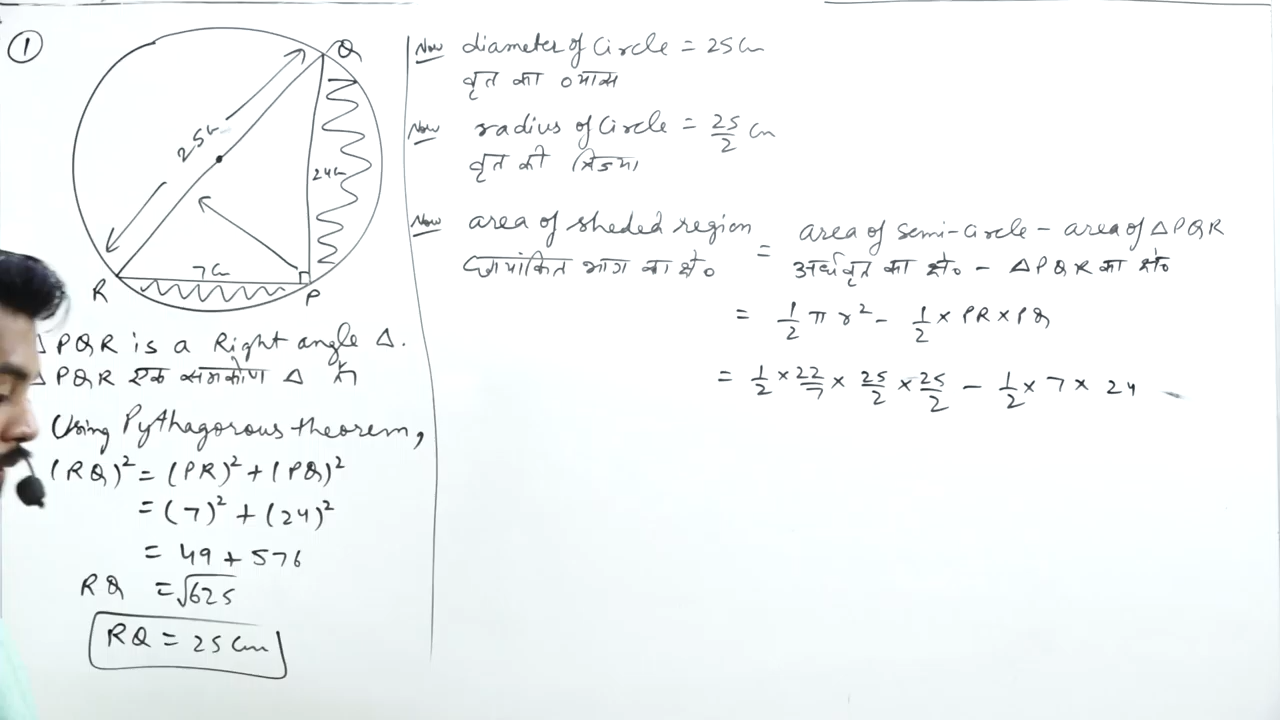 1
Q
25cm
24cm
7cm
R
P
Δ PQR is a Right angle Δ.
Δ PQR एक समकोण Δ है
Using Pythagorous theorem,
(RQ)² = (PR)² + (PQ)²
= (7)² + (24)²
= 49 + 576
RQ = √625
RQ = 25 cm
Now diameter of Circle = 25 cm
वृत का व्यास
Now radius of Circle = 25/2 cm
वृत की त्रिज्या
Now area of sheded region = area of semi-circle - area of ΔPQR
छायांकित भाग का क्षे० अर्धवृत का क्षे० - ΔPQR का क्षे०
= 1/2 π r² - 1/2 × PR × PQ
= 1/2 × 22/7 × 25/2 × 25/2 - 1/2 × 7 × 24